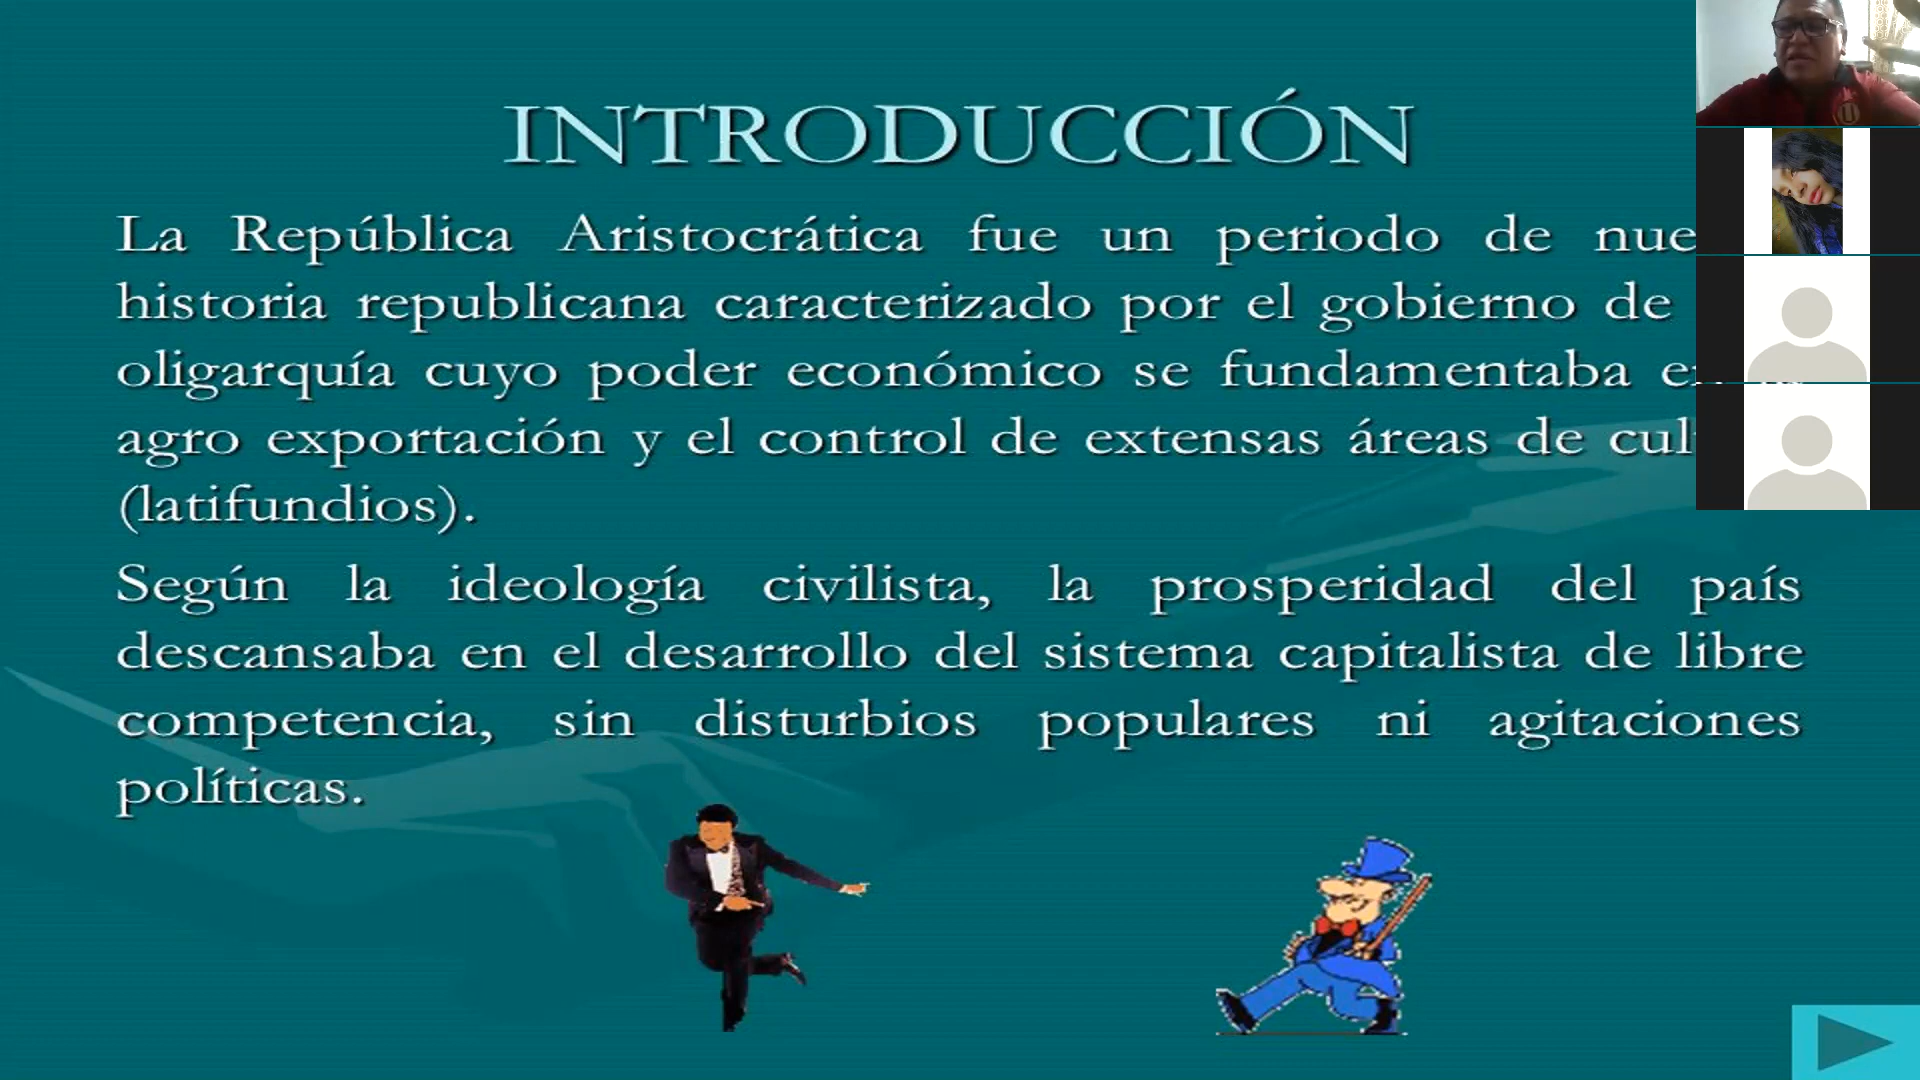 INTRODUCCIÓN
La República Aristocrática fue un periodo de
historia republicana caracterizado por el gobierno de
oligarquía cuyo poder económico se fundamentaba
agro exportación y el control de extensas áreas de
(latifundios).
Según la ideología civilista, la prosperidad del país
descansaba en el desarrollo del sistema capitalista de libre
competencia, sin disturbios populares ni agitaciones
políticas.
U